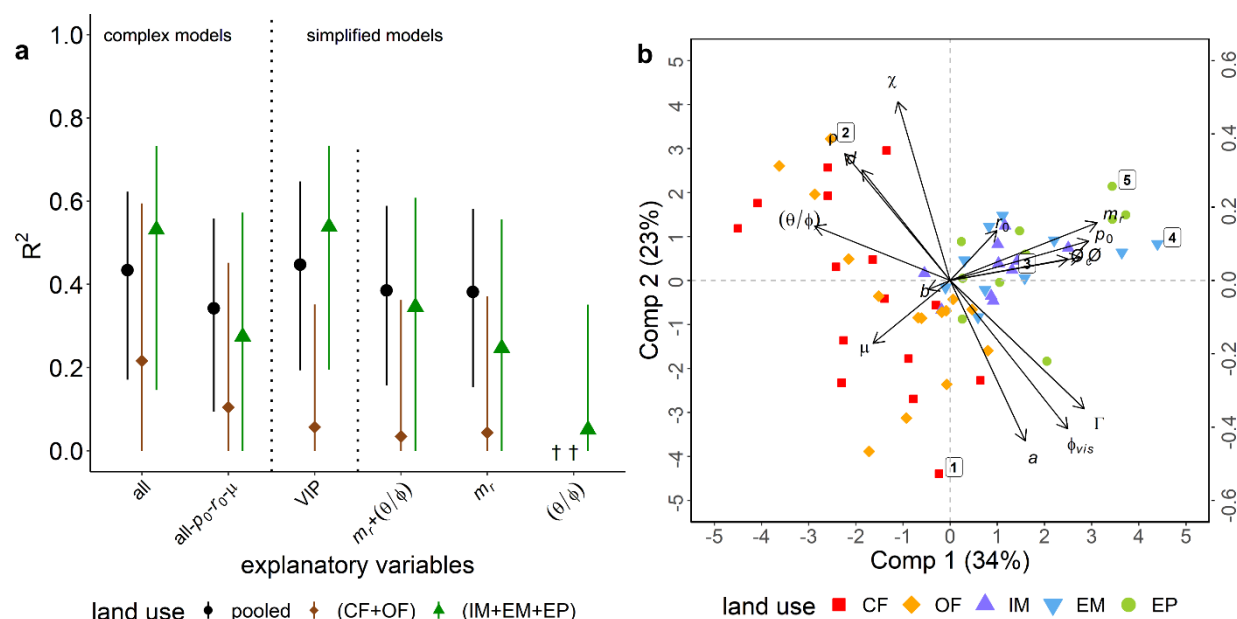 a
complex models
simplified models
1.0
0.8
0.6
0.4
0.2
0.0
R²
† †
all
all-p₀-r₀-μ
VIP
mᵣ+(θ/ϕ)
mᵣ
(θ/ϕ)
explanatory variables
land use pooled (CF+OF) (IM+EM+EP)
b
5
4
3
2
1
0
-1
-2
-3
-4
-5
Comp 2 (23%)
0.6
0.4
0.2
0.0
-0.2
-0.4
-0.6
χ
2
ρ
d
5
(θ/ϕ)
r₀
mᵣ
p₀
4
3
b
μ
Γ
ϕvis
a
1
-5 -4 -3 -2 -1 0 1 2 3 4 5
Comp 1 (34%)
land use CF OF IM EM EP